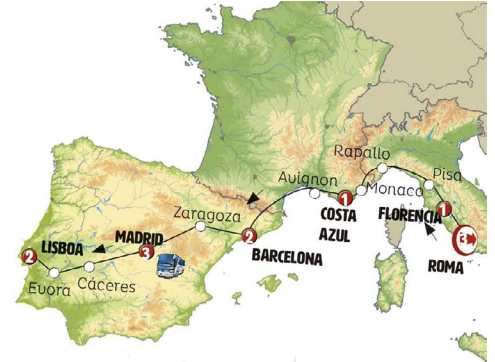 Rapallo
Avignon
Pisa
Monaco
1
Zaragoza
COSTA
AZUL
FLORENCIA
1
MADRID
2
BARCELONA
3
ROMA
LISBOA
2
3
Evora
Cáceres